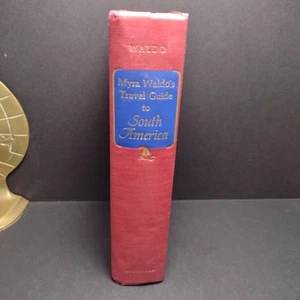 WALDO
Myra Waldo's
Travel Guide
to
South
America